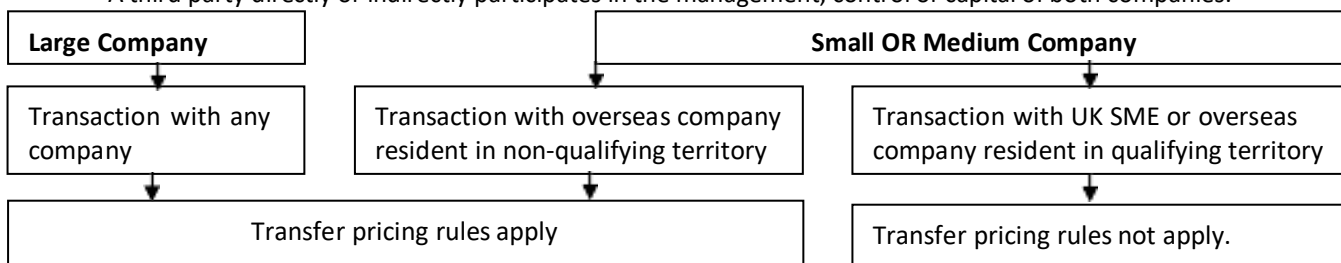 A third party directly or indirectly participates in the management, control or capital of both companies.
Large Company
Small OR Medium Company
Transaction with any
company
Transaction with overseas company
resident in non-qualifying territory
Transaction with UK SME or overseas
company resident in qualifying territory
Transfer pricing rules apply
Transfer pricing rules not apply.